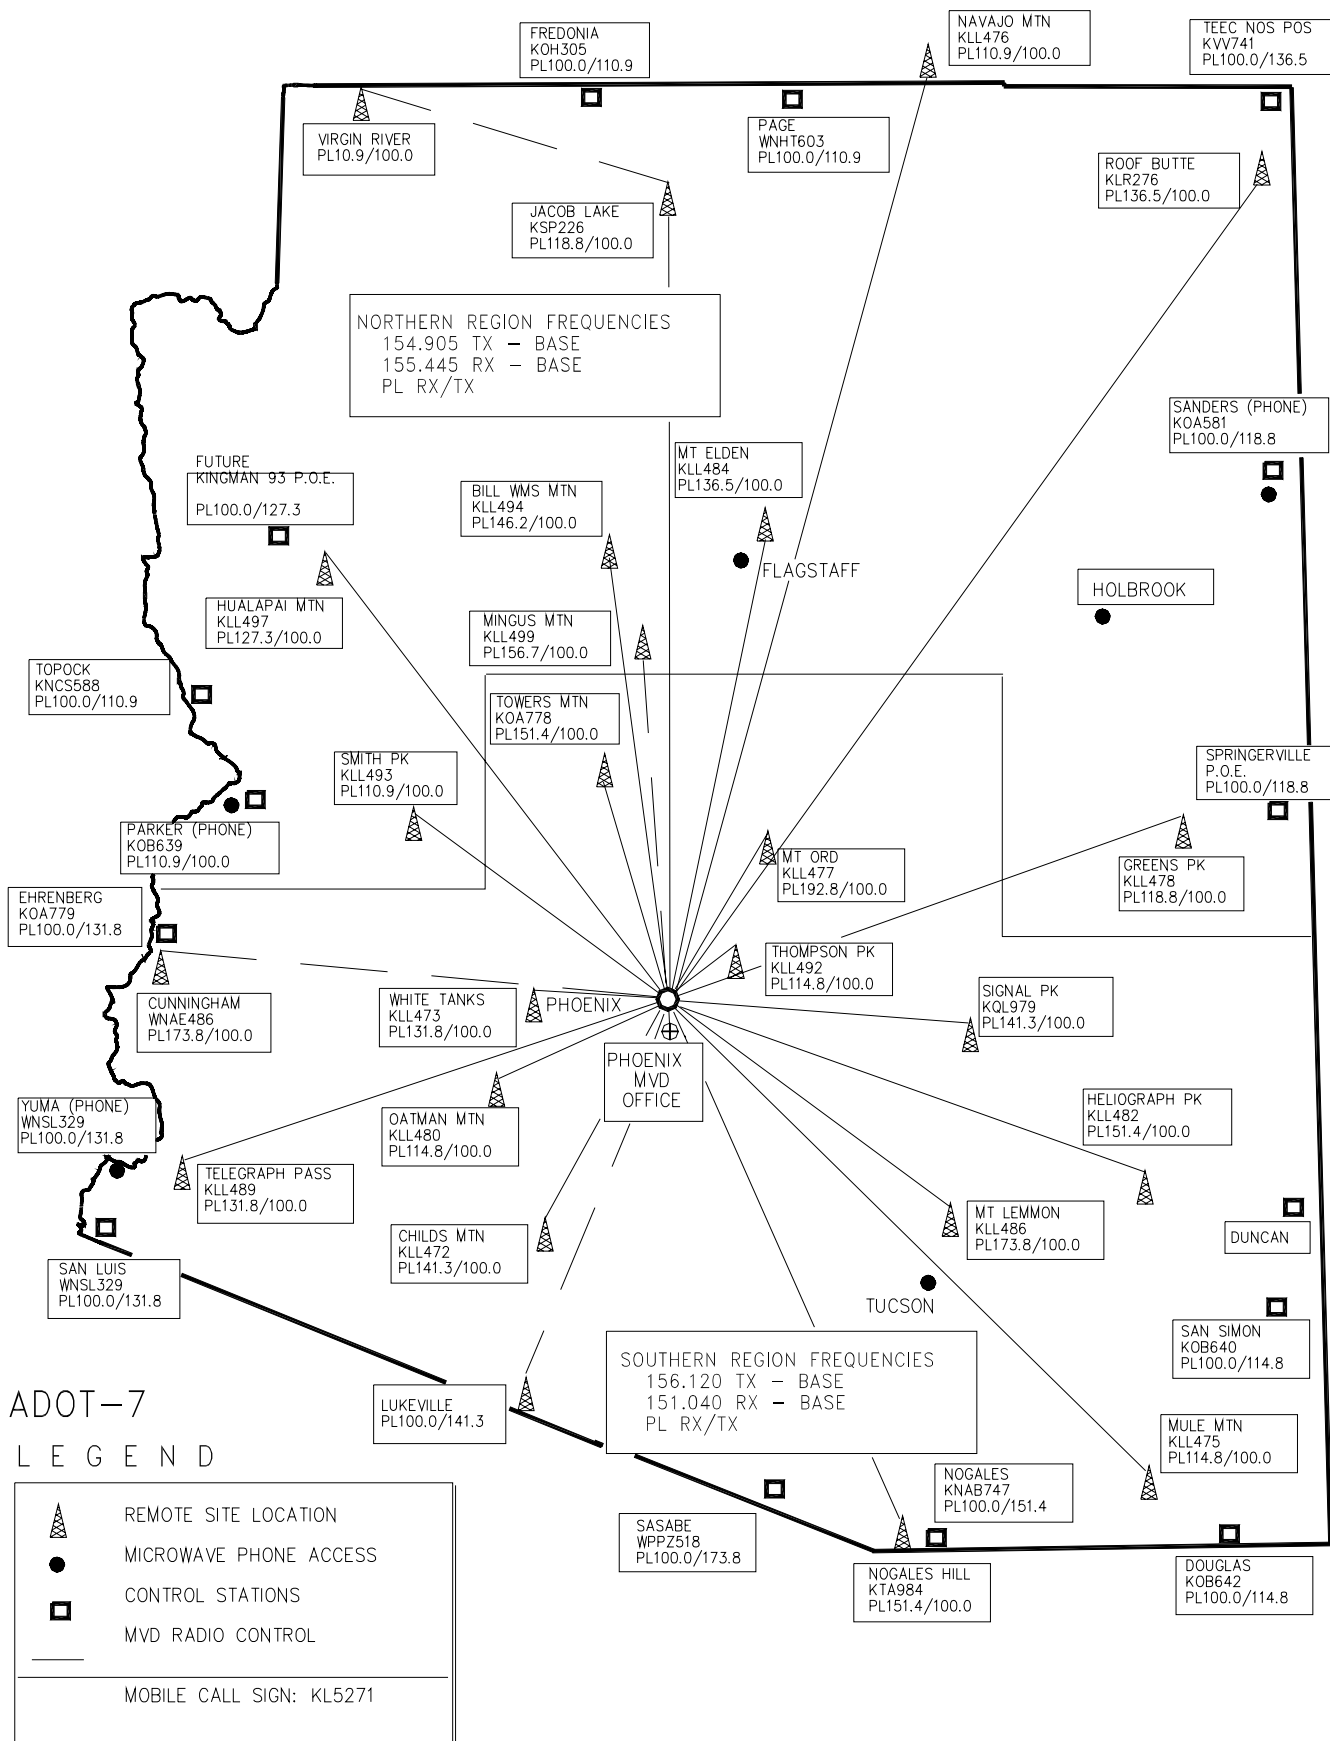 FREDONIA
KOH305
PL100.0/110.9
NAVAJO MTN
KLL476
PL110.9/100.0
TEEC NOS POS
KVV741
PL100.0/136.5
VIRGIN RIVER
PL10.9/100.0
PAGE
WNHT603
PL100.0/110.9
ROOF BUTTE
KLR276
PL136.5/100.0
JACOB LAKE
KSP226
PL118.8/100.0
NORTHERN REGION FREQUENCIES
154.905 TX – BASE
155.445 RX – BASE
PL RX/TX
SANDERS (PHONE)
KOA581
PL100.0/118.8
MT ELDEN
KLL484
PL136.5/100.0
FUTURE
KINGMAN 93 P.O.E.
PL100.0/127.3
BILL WMS MTN
KLL494
PL146.2/100.0
FLAGSTAFF
HOLBROOK
HUALAPAI MTN
KLL497
PL127.3/100.0
MINGUS MTN
KLL499
PL156.7/100.0
TOPOCK
KNCS588
PL100.0/110.9
TOWERS MTN
KOA778
PL151.4/100.0
SMITH PK
KLL493
PL110.9/100.0
SPRINGERVILLE
P.O.E.
PL100.0/118.8
PARKER (PHONE)
KOB639
PL110.9/100.0
MT ORD
KLL477
PL192.8/100.0
GREENS PK
KLL478
PL118.8/100.0
EHRENBERG
KOA779
PL100.0/131.8
THOMPSON PK
KLL492
PL114.8/100.0
CUNNINGHAM
WNAE486
PL173.8/100.0
WHITE TANKS
KLL473
PL131.8/100.0
PHOENIX
SIGNAL PK
KQL979
PL141.3/100.0
PHOENIX
MVD
OFFICE
YUMA (PHONE)
WNSL329
PL100.0/131.8
OATMAN MTN
KLL480
PL114.8/100.0
HELIOGRAPH PK
KLL482
PL151.4/100.0
TELEGRAPH PASS
KLL489
PL131.8/100.0
CHILDS MTN
KLL472
PL141.3/100.0
MT LEMMON
KLL486
PL173.8/100.0
DUNCAN
SAN LUIS
WNSL329
PL100.0/131.8
TUCSON
SAN SIMON
KOB640
PL100.0/114.8
SOUTHERN REGION FREQUENCIES
156.120 TX – BASE
151.040 RX – BASE
PL RX/TX
LUKEVILLE
PL100.0/141.3
MULE MTN
KLL475
PL114.8/100.0
NOGALES
KNAB747
PL100.0/151.4
SASABE
WPPZ518
PL100.0/173.8
NOGALES HILL
KTA984
PL151.4/100.0
DOUGLAS
KOB642
PL100.0/114.8
ADOT–7
LEGEND
REMOTE SITE LOCATION
MICROWAVE PHONE ACCESS
CONTROL STATIONS
MVD RADIO CONTROL
MOBILE CALL SIGN: KL5271